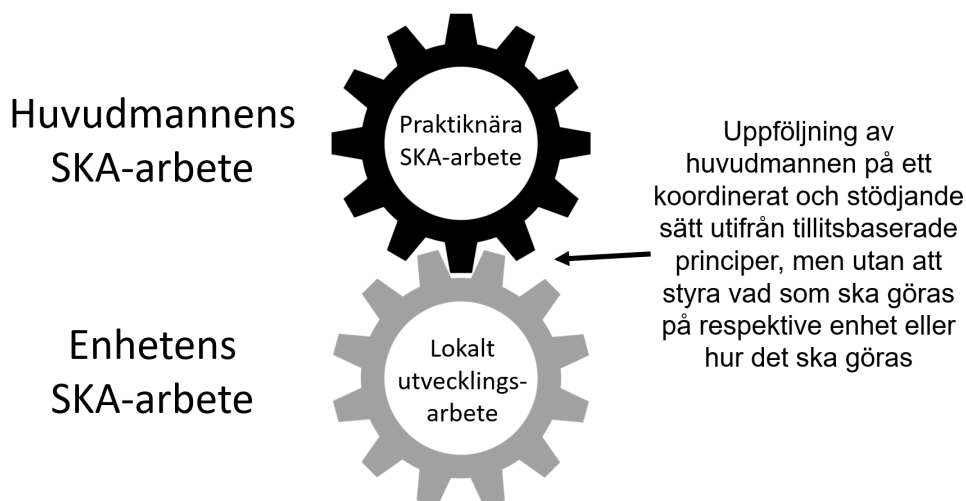 Huvudmannens
SKA-arbete
Praktiknära
SKA-arbete
Uppföljning av
huvudmannen på ett
koordinerat och stödjande
sätt utifrån tillitsbaserade
principer, men utan att
styra vad som ska göras
på respektive enhet eller
hur det ska göras
Enhetens
SKA-arbete
Lokalt
utvecklings-
arbete